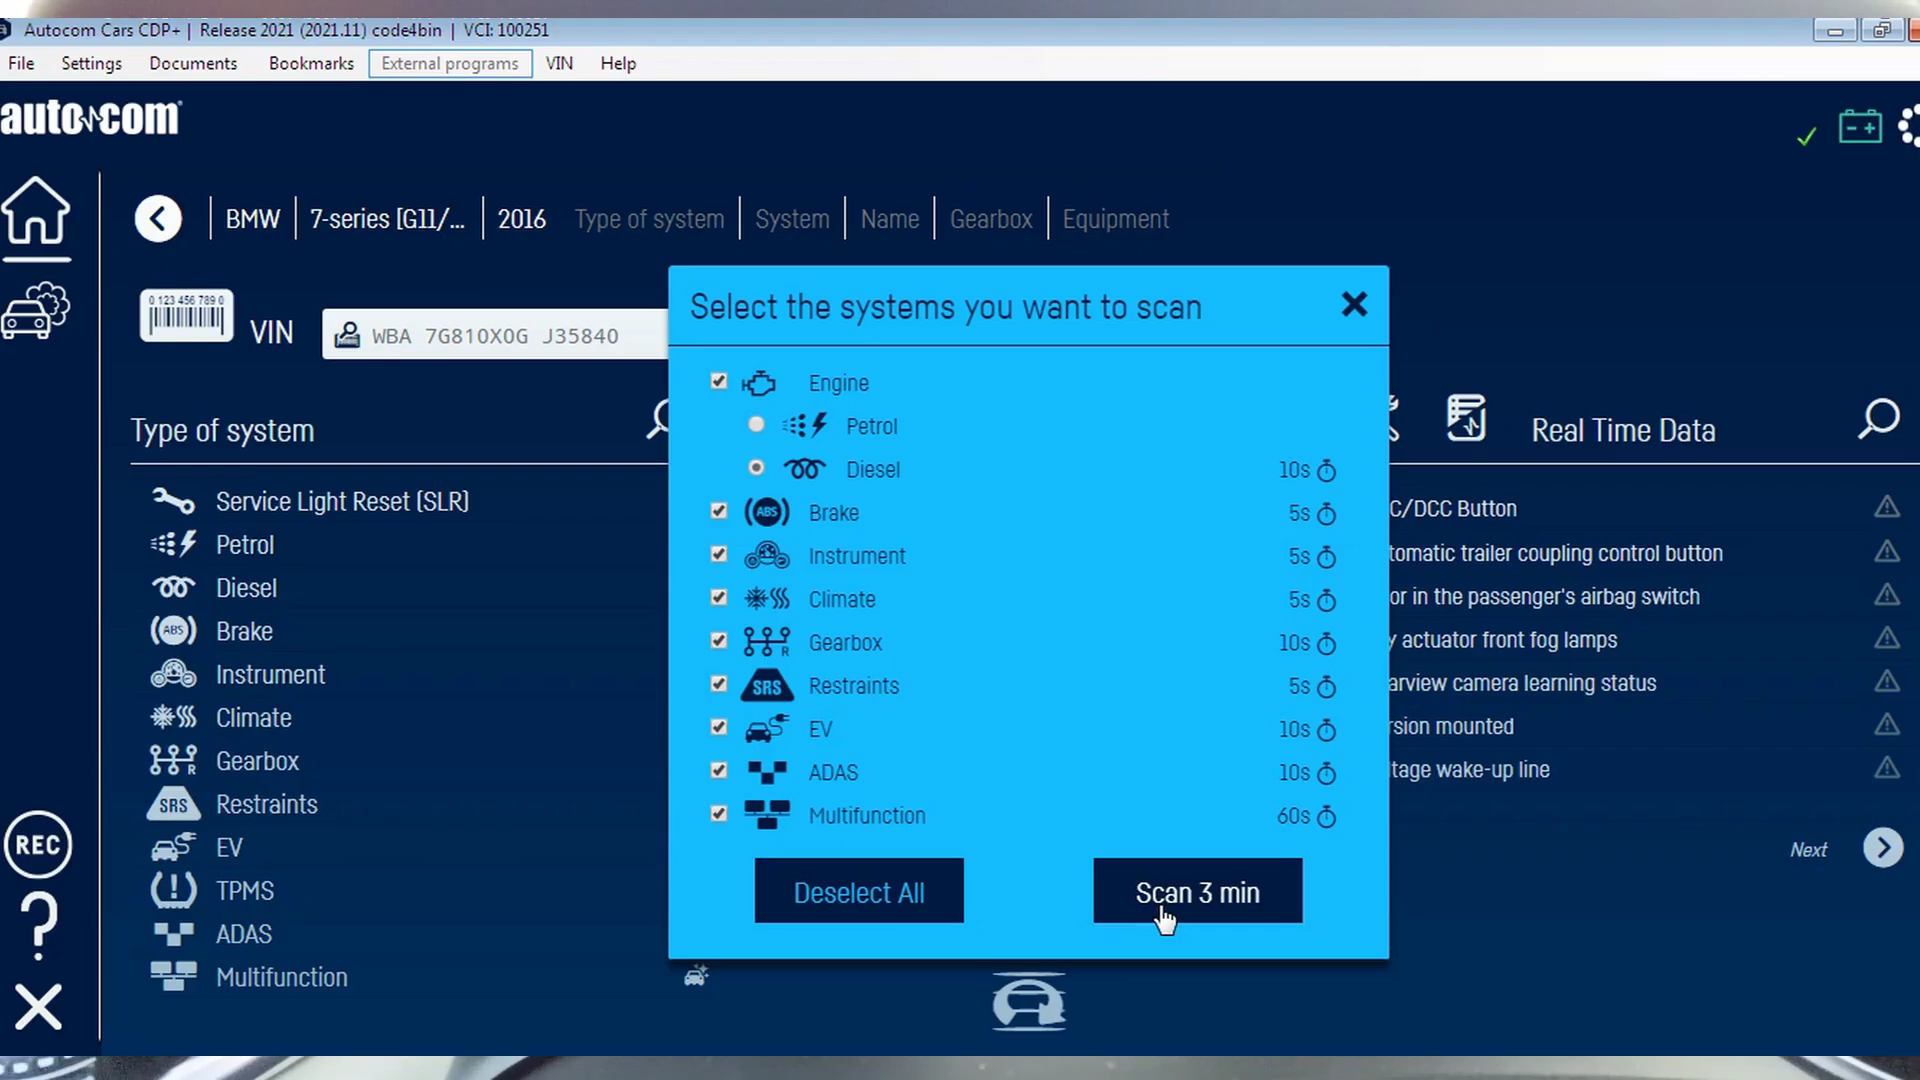 Autocom Cars CDP+ | Release 2021 (2021.11) code4bin | VCI: 100251
File Settings Documents Bookmarks External programs VIN Help
autocom
BMW 7-series [G11/... 2016 Type of system System Name Gearbox Equipment
0 123 456 789 0
VIN
WBA 7G810X0G J35840
Type of system
Service Light Reset (SLR)
Petrol
Diesel
ABS Brake
Instrument
Climate
R Gearbox
SRS Restraints
EV
TPMS
ADAS
Multifunction
REC
Select the systems you want to scan
Engine
Petrol
Diesel 10s
ABS Brake 5s
Instrument 5s
Climate 5s
R Gearbox 10s
SRS Restraints 5s
EV 10s
ADAS 10s
Multifunction 60s
Deselect All
Scan 3 min
Real Time Data
C/DCC Button
tomatic trailer coupling control button
or in the passenger's airbag switch
y actuator front fog lamps
arview camera learning status
rsion mounted
ltage wake-up line
Next